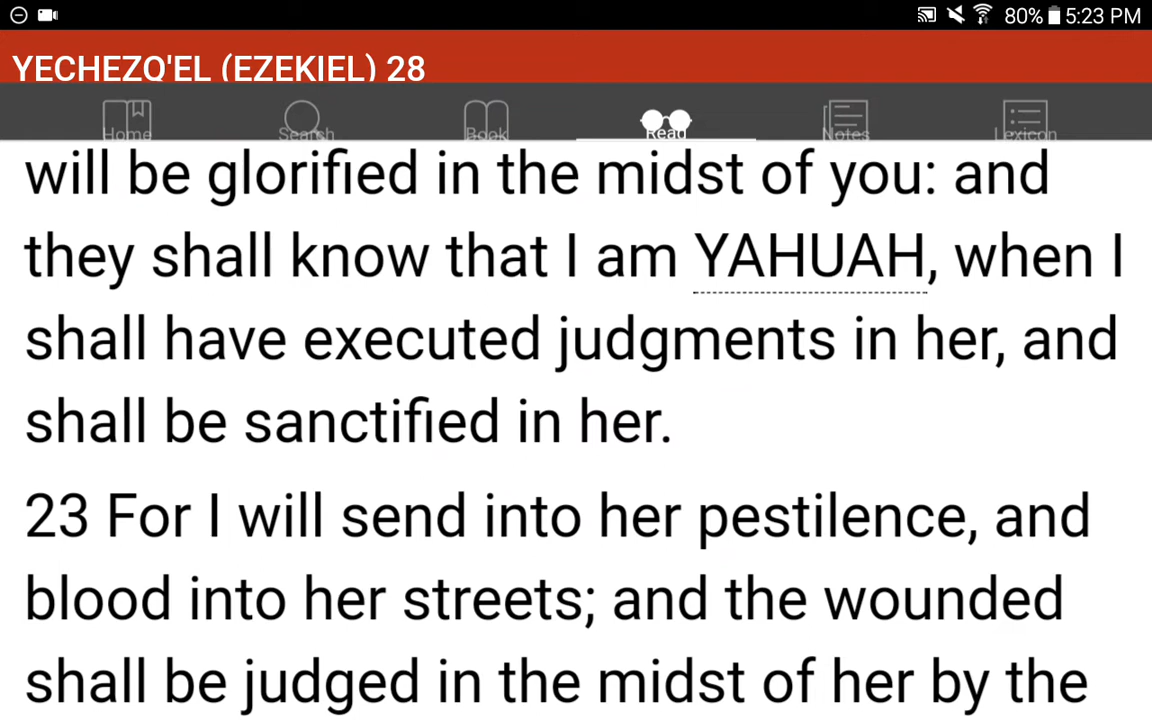 80% 5:23 PM
YECHEZQ'EL (EZEKIEL) 28
Home Search Book Read Notes Lexicon
will be glorified in the midst of you: and
they shall know that I am YAHUAH, when I
shall have executed judgments in her, and
shall be sanctified in her.
23 For I will send into her pestilence, and
blood into her streets; and the wounded
shall be judged in the midst of her by the